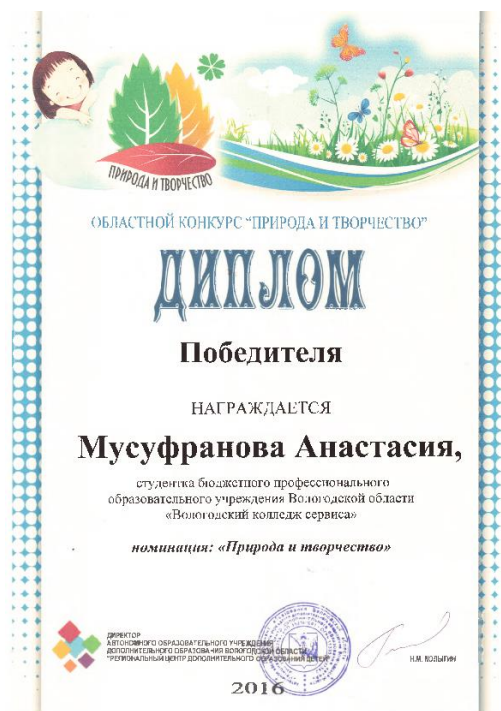 ПРИРОДА И ТВОРЧЕСТВО
ОБЛАСТНОЙ КОНКУРС "ПРИРОДА И ТВОРЧЕСТВО"
ДИПЛОМ
Победителя
НАГРАЖДАЕТСЯ
Мусуфранова Анастасия,
студентка бюджетного профессионального
образовательного учреждения Вологодской области
«Вологодский колледж сервиса»
номинация: «Природа и творчество»
ДИРЕКТОР
АВТОНОМНОГО ОБРАЗОВАТЕЛЬНОГО УЧРЕЖДЕНИЯ
ДОПОЛНИТЕЛЬНОГО ОБРАЗОВАНИЯ ВОЛОГОДСКОЙ ОБЛАСТИ
"РЕГИОНАЛЬНЫЙ ЦЕНТР ДОПОЛНИТЕЛЬНОГО ОБРАЗОВАНИЯ ДЕТЕЙ"
Н.М. КОЛЫГИН
2016